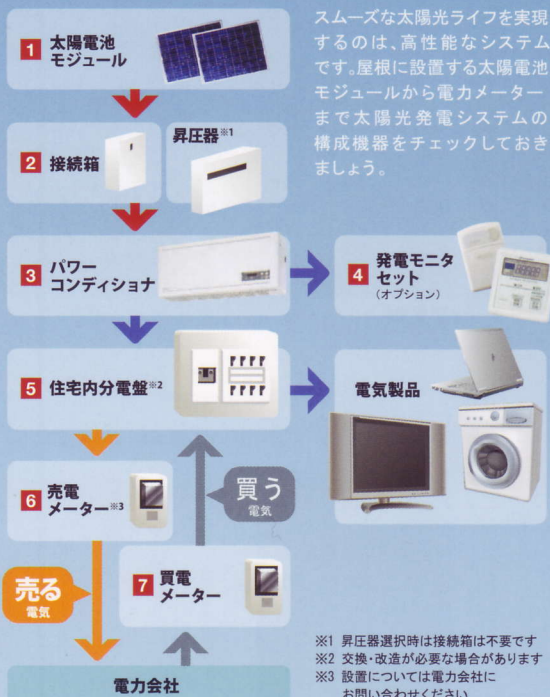 スムーズな太陽光ライフを実現
するのは、高性能なシステム
です。屋根に設置する太陽電池
モジュールから電力メーター
まで太陽光発電システムの
構成機器をチェックしておき
ましょう。
1 太陽電池
モジュール
2 接続箱
昇圧器※1
3 パワー
コンディショナ
4 発電モニタ
セット
(オプション)
5 住宅内分電盤※2
電気製品
6 売電
メーター※3
買う
電気
売る
電気
7 買電
メーター
電力会社
※1 昇圧器選択時は接続箱は不要です
※2 交換・改造が必要な場合があります
※3 設置については電力会社に
お問い合わせください